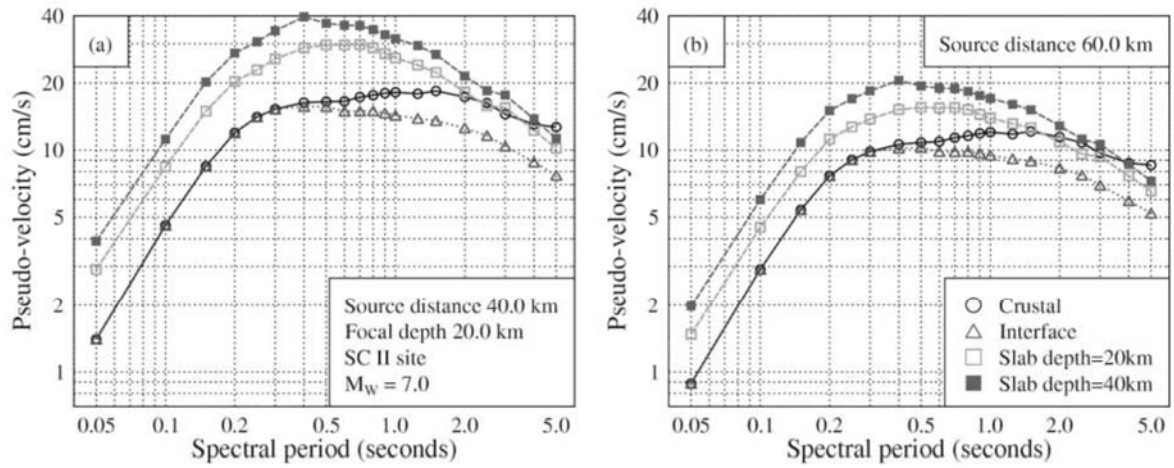 (a)
Pseudo-velocity (cm/s)
40
20
10
5
2
1
Source distance 40.0 km
Focal depth 20.0 km
SC II site
MW = 7.0
0.05 0.1 0.2 0.5 1.0 2.0 5.0
Spectral period (seconds)
(b)
Source distance 60.0 km
Pseudo-velocity (cm/s)
40
20
10
5
2
1
Crustal
Interface
Slab depth=20km
Slab depth=40km
0.05 0.1 0.2 0.5 1.0 2.0 5.0
Spectral period (seconds)